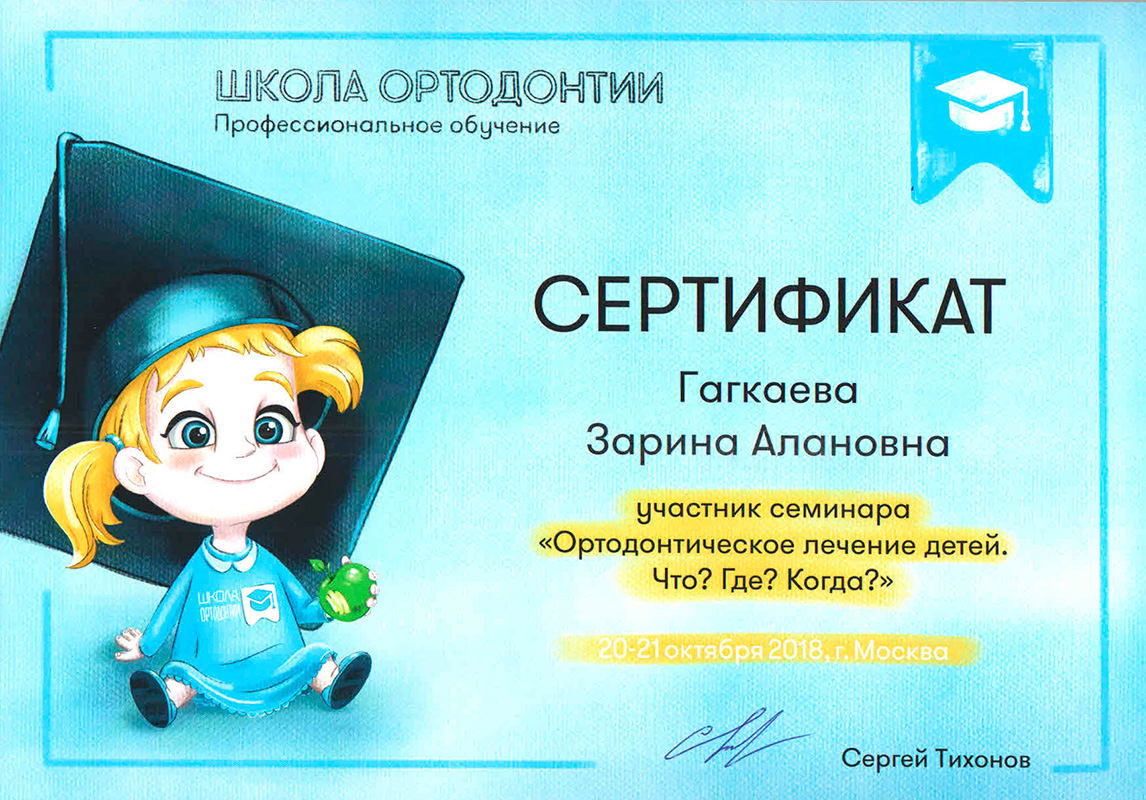 ШКОЛА ОРТОДОНТИИ
Профессиональное обучение
СЕРТИФИКАТ
Гагкаева
Зарина Алановна
участник семинара
«Ортодонтическое лечение детей.
Что? Где? Когда?»
20-21 октября 2018, г. Москва
ШКОЛА
ОРТОДОНТИИ
Сергей Тихонов